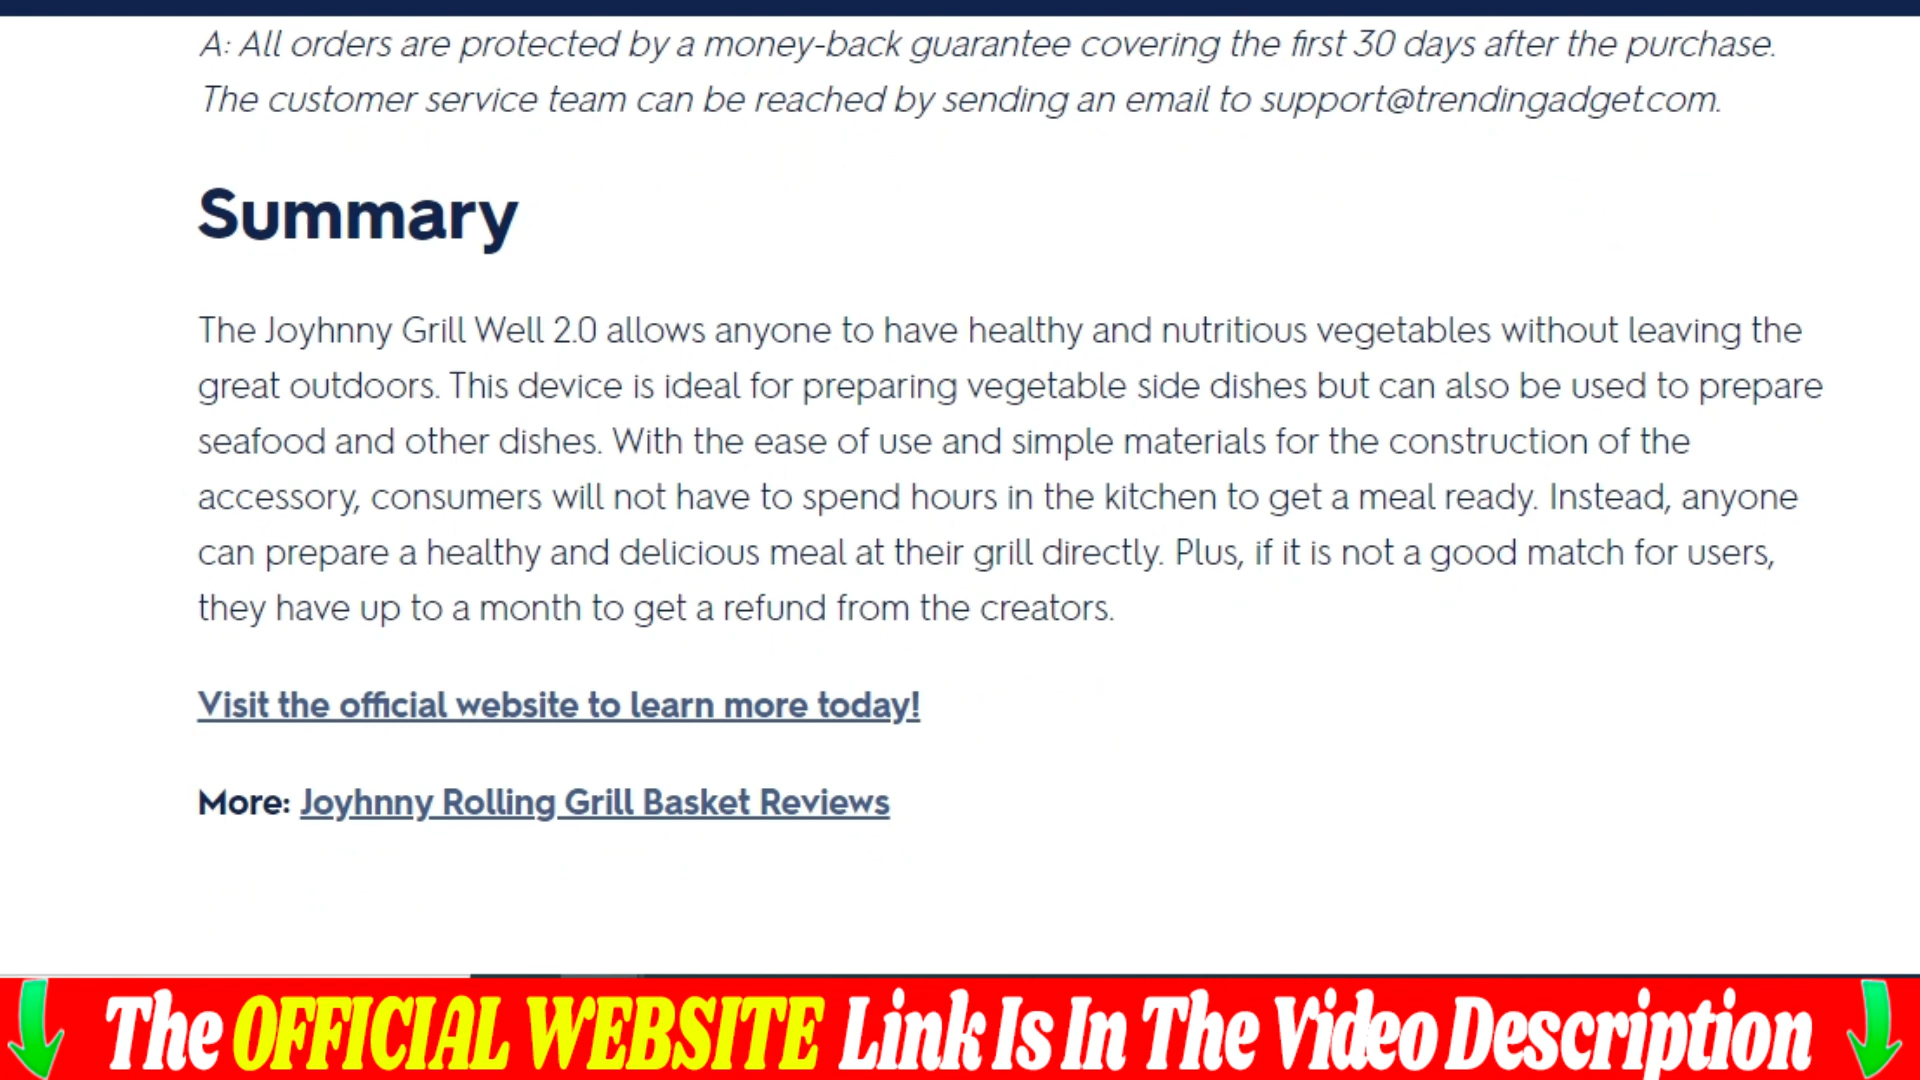 A: All orders are protected by a money-back guarantee covering the first 30 days after the purchase.
The customer service team can be reached by sending an email to support@trendingadget.com.
Summary
The Joyhnny Grill Well 2.0 allows anyone to have healthy and nutritious vegetables without leaving the
great outdoors. This device is ideal for preparing vegetable side dishes but can also be used to prepare
seafood and other dishes. With the ease of use and simple materials for the construction of the
accessory, consumers will not have to spend hours in the kitchen to get a meal ready. Instead, anyone
can prepare a healthy and delicious meal at their grill directly. Plus, if it is not a good match for users,
they have up to a month to get a refund from the creators.
Visit the official website to learn more today!
More: Joyhnny Rolling Grill Basket Reviews
The OFFICIAL WEBSITE Link Is In The Video Description